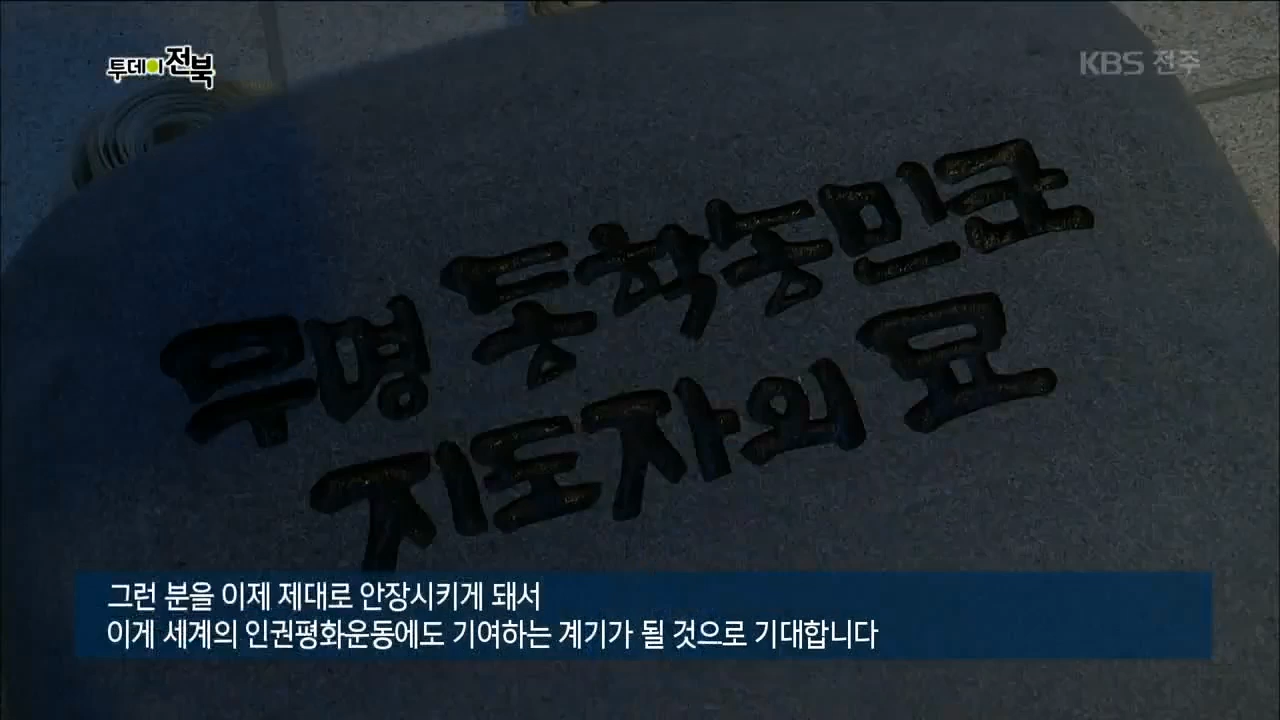 투데이전북
KBS 전주
무명 동학농민군
지도자의 묘
그런 분을 이제 제대로 안장시키게 돼서
이게 세계의 인권평화운동에도 기여하는 계기가 될 것으로 기대합니다